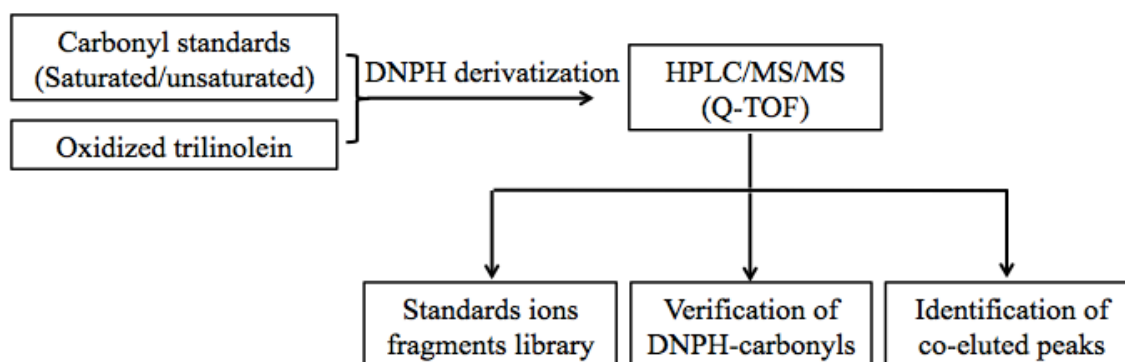 Carbonyl standards
(Saturated/unsaturated)
Oxidized trilinolein
DNPH derivatization
HPLC/MS/MS
(Q-TOF)
Standards ions
fragments library
Verification of
DNPH-carbonyls
Identification of
co-eluted peaks